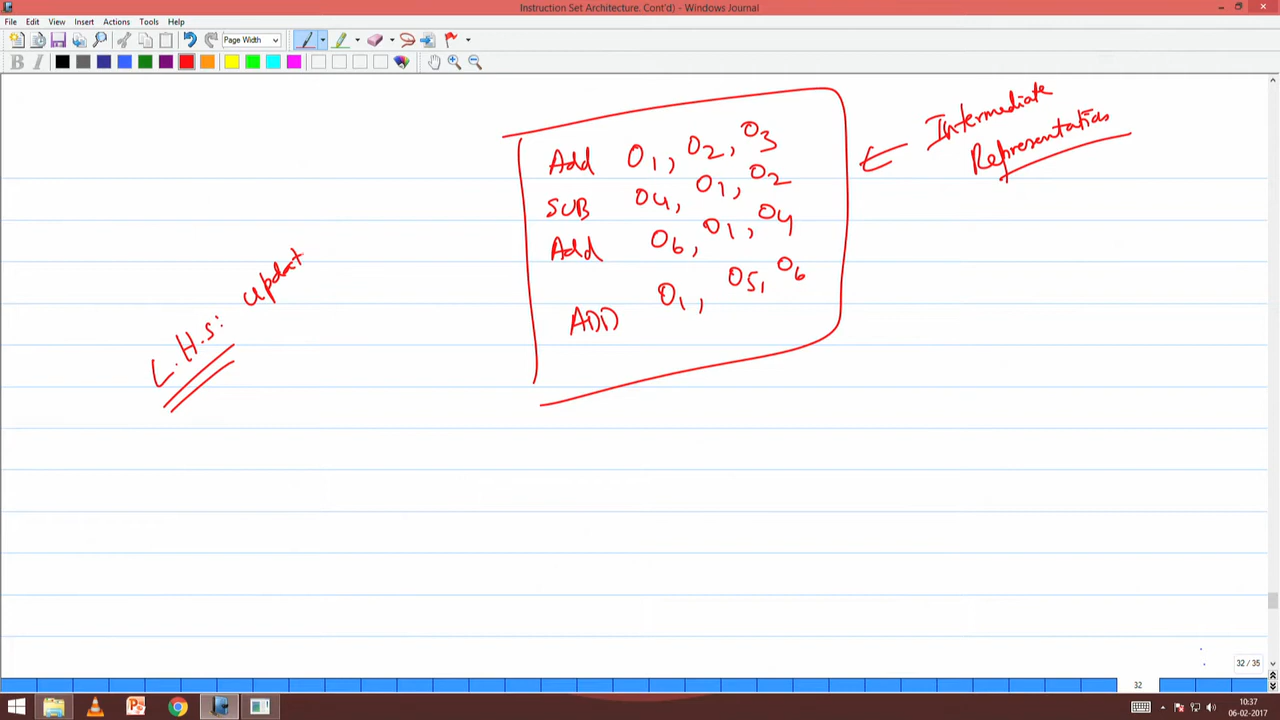 Instruction Set Architecture. Cont'd) - Windows Journal
File Edit View Insert Actions Tools Help
Page Width
B I
Add O1, O2, O3
SUB O4, O1, O2
Add O6, O1, O4
ADD O1, O5, O6
Intermediate
Representation
L.H.S: updat
32 / 35
32
10:37
06-02-2017